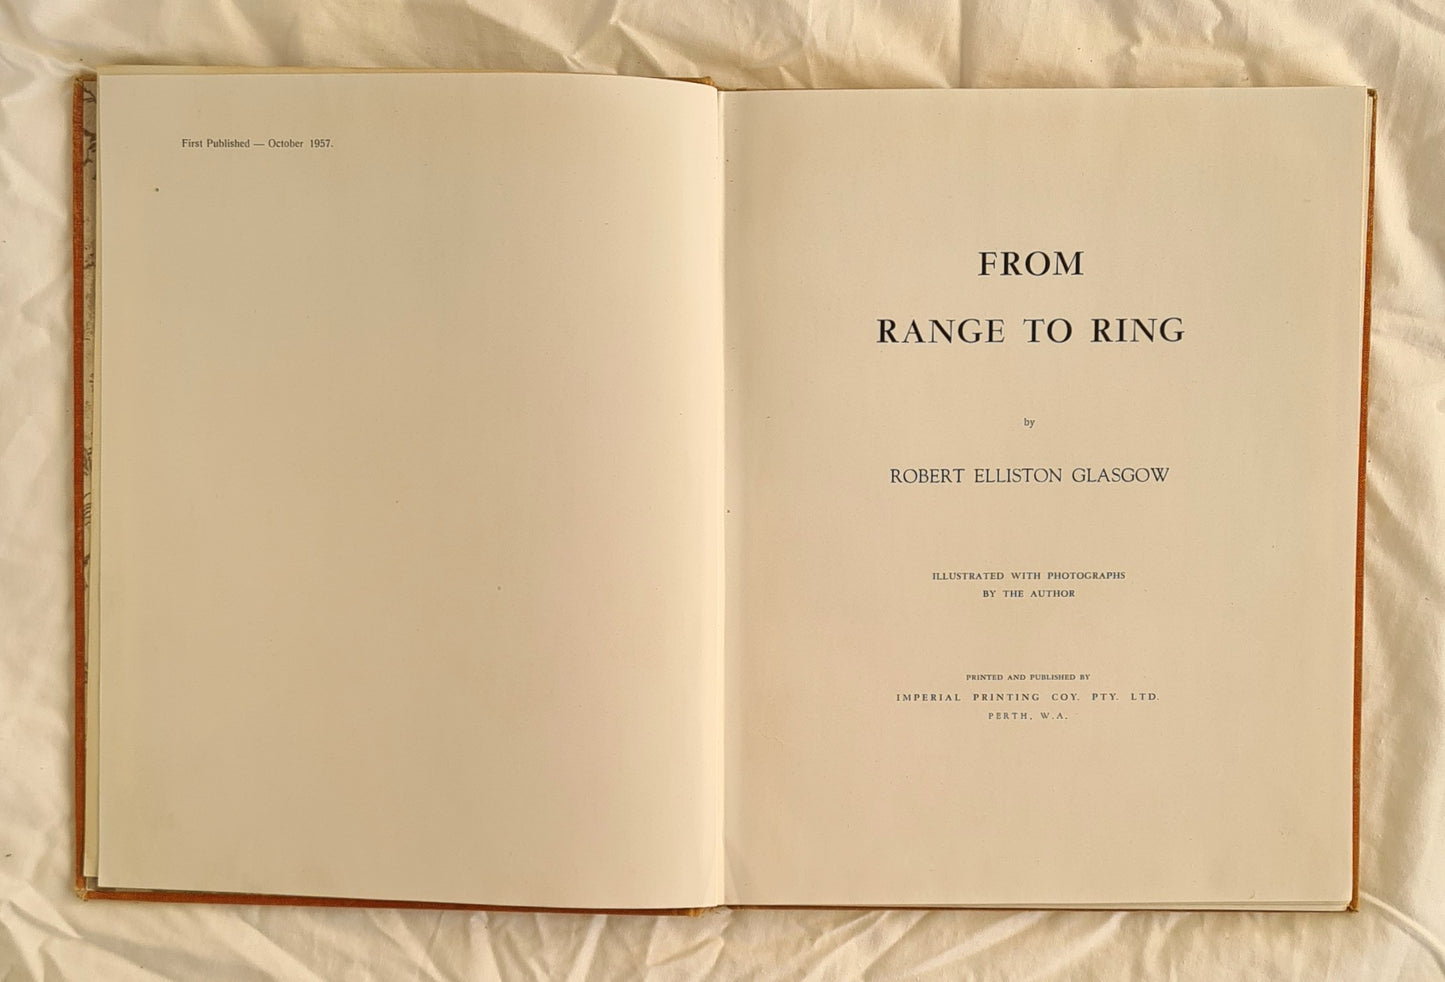 First Published — October 1957.
FROM
RANGE TO RING
by
ROBERT ELLISTON GLASGOW
ILLUSTRATED WITH PHOTOGRAPHS
BY THE AUTHOR
PRINTED AND PUBLISHED BY
IMPERIAL PRINTING COY. PTY. LTD.
PERTH, W.A.